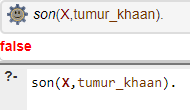 son(X,tumur_khaan).
false
?- son(X,tumur_khaan).